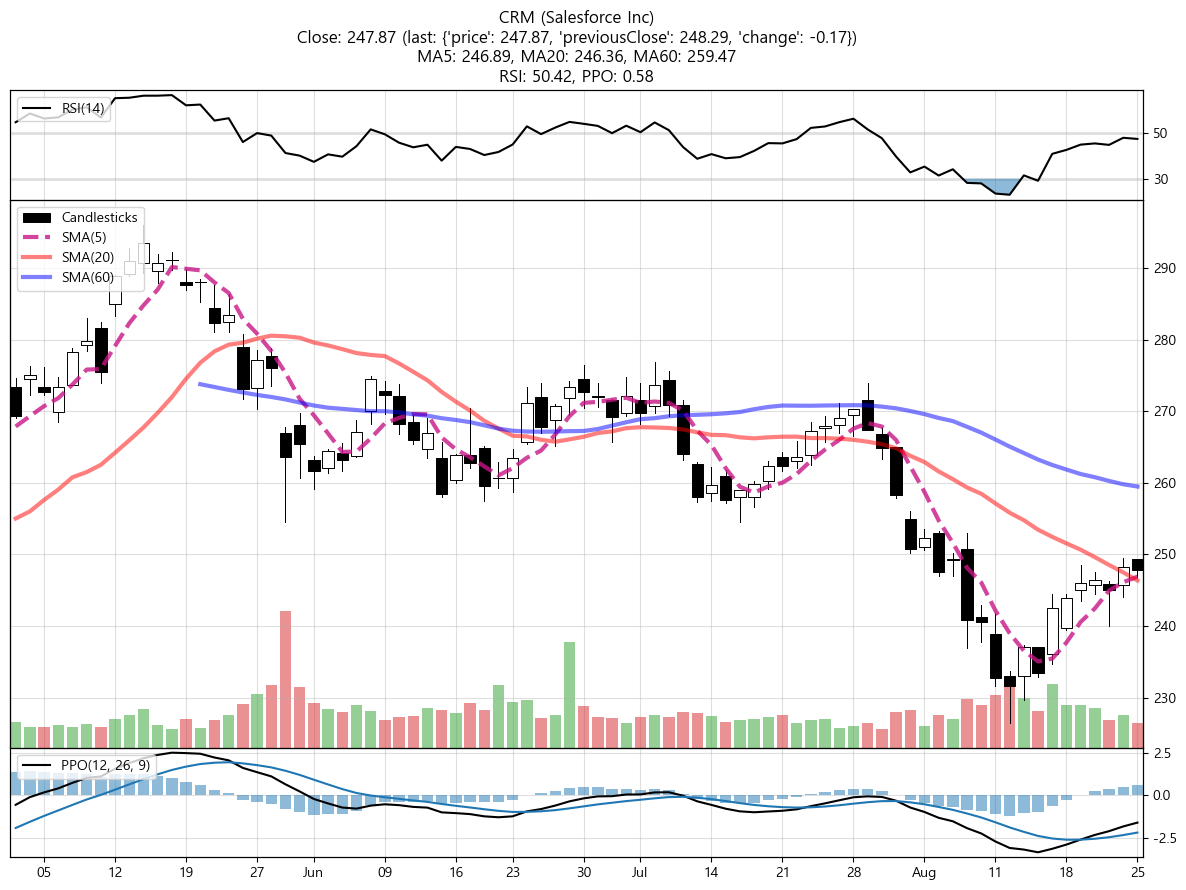 CRM (Salesforce Inc)
Close: 247.87 (last: {'price': 247.87, 'previousClose': 248.29, 'change': -0.17})
MA5: 246.89, MA20: 246.36, MA60: 259.47
RSI: 50.42, PPO: 0.58
RSI(14)
50
30
Candlesticks
SMA(5)
SMA(20)
SMA(60)
290
280
270
260
250
240
230
PPO(12, 26, 9)
2.5
0.0
-2.5
05 12 19 27 Jun 09 16 23 30 Jul 14 21 28 Aug 11 18 25